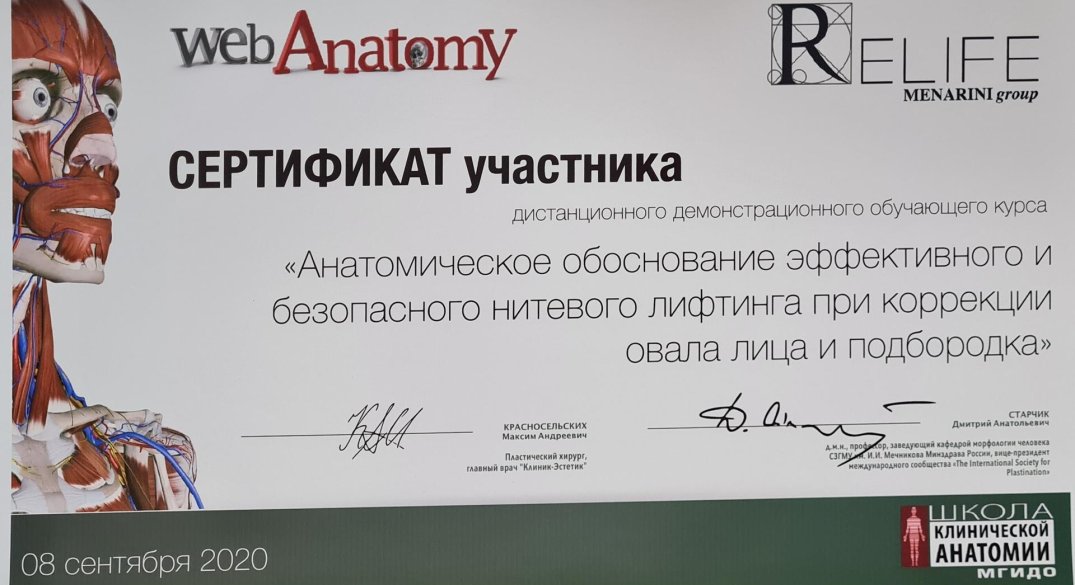 WebAnatomy
RELIFE
MENARINI group
СЕРТИФИКАТ участника
дистанционного демонстрационного обучающего курса
«Анатомическое обоснование эффективного и
безопасного нитевого лифтинга при коррекции
овала лица и подбородка»
КРАСНОСЕЛЬСКИХ
Максим Андреевич
Пластический хирург,
главный врач "Клиник-Эстетик"
СТАРЧИК
Дмитрий Анатольевич
д.м.н., профессор, заведующий кафедрой морфологии человека
СЗГМУ им. И.И. Мечникова Минздрава России, вице-президент
международного сообщества «The International Society for
Plastination»
08 сентября 2020
ШКОЛА
КЛИНИЧЕСКОЙ
АНАТОМИИ
МГИДО